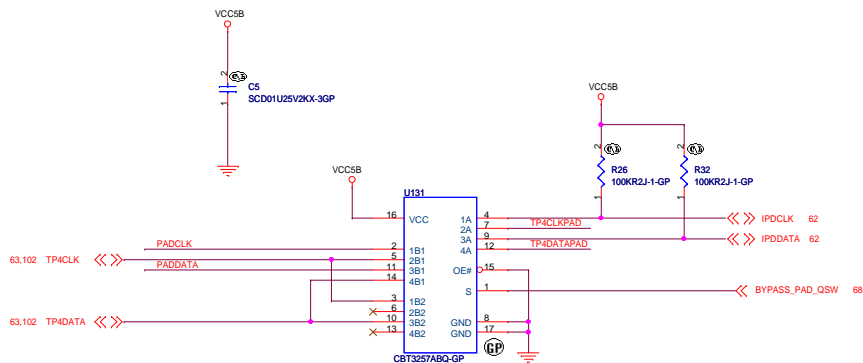 VCC5B
2
C5
SCD01U25V2KX-3GP
1
VCC5B
2
R26
100KR2J-1-GP
1
2
R32
100KR2J-1-GP
1
VCC5B
U131
16 VCC
1A 4
2A 7 TP4CLKPAD
3A 9
4A 12 TP4DATAPAD
IPDCLK 62
IPDDATA 62
PADCLK 2 1B1
63,102 TP4CLK 5 2B1
PADDATA 11 3B1
14 4B1
OE# 15
S 1
BYPASS_PAD_QSW 68
3 1B2
6 2B2
63,102 TP4DATA 10 3B2
13 4B2
GND 8
GND 17
GP
CBT3257ABQ-GP